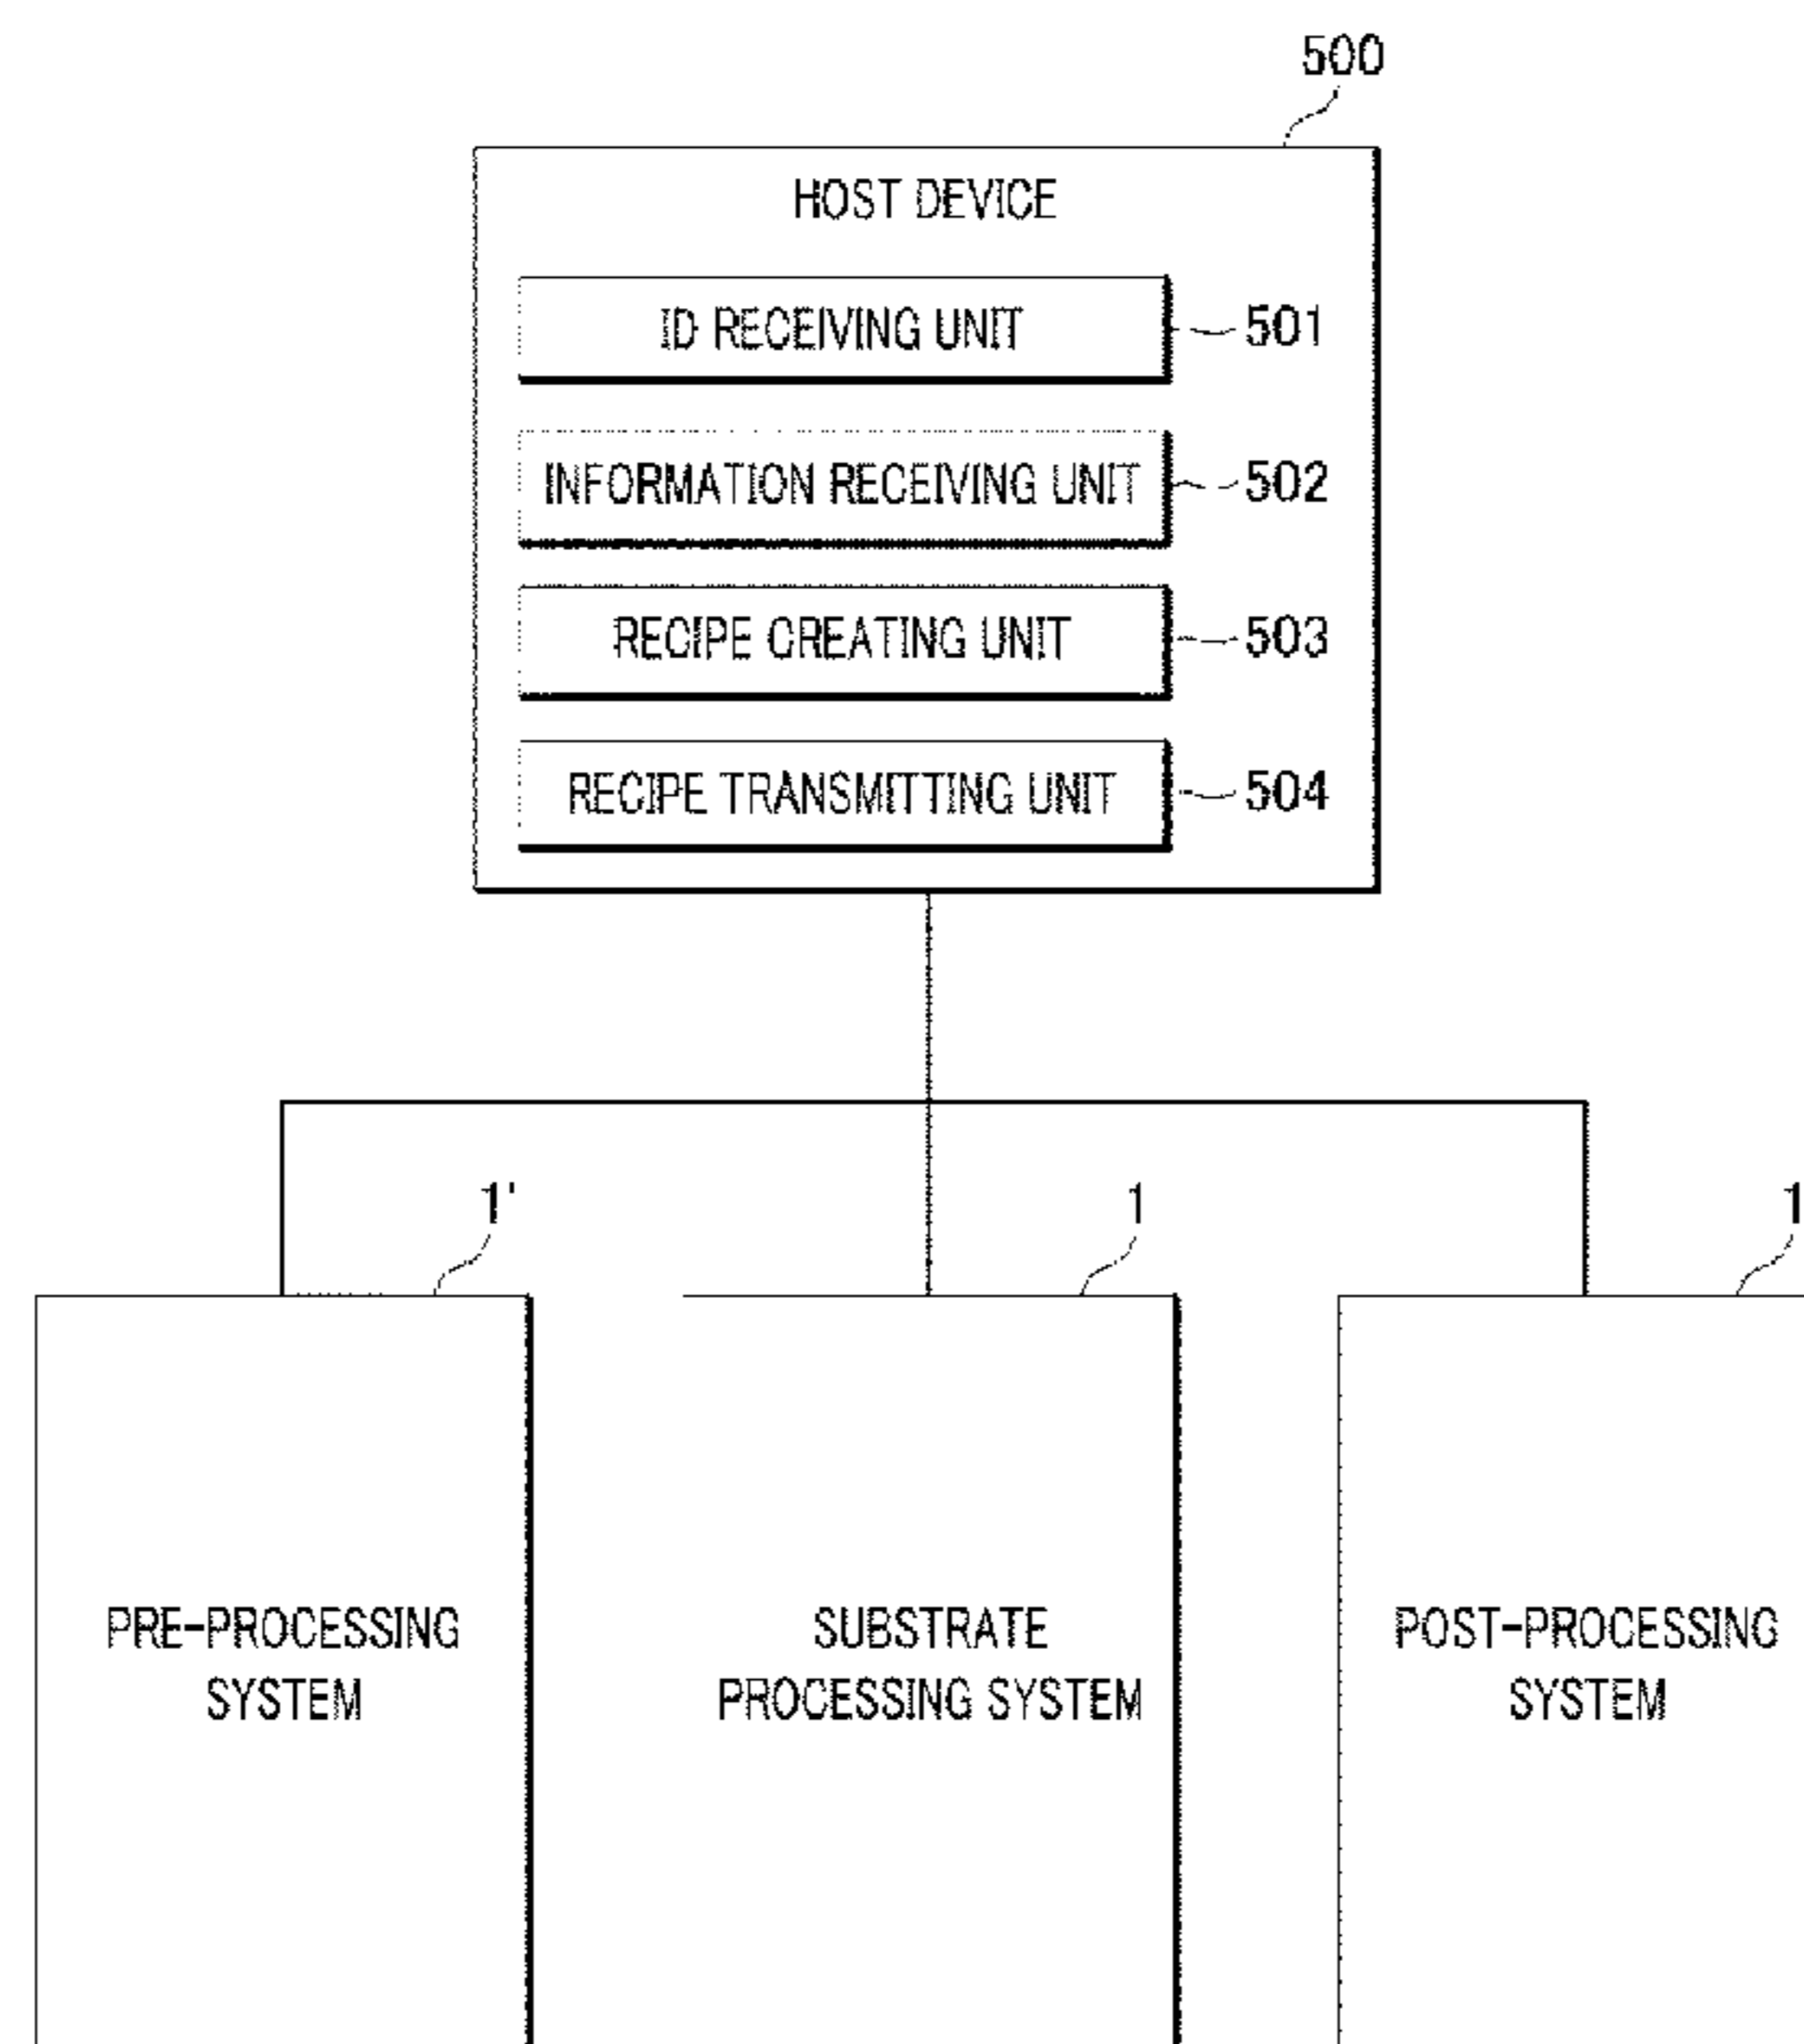 500
HOST DEVICE
ID RECEIVING UNIT
501
INFORMATION RECEIVING UNIT
502
RECIPE CREATING UNIT
503
RECIPE TRANSMITTING UNIT
504
1'
1
1
PRE-PROCESSING
SYSTEM
SUBSTRATE
PROCESSING SYSTEM
POST-PROCESSING
SYSTEM